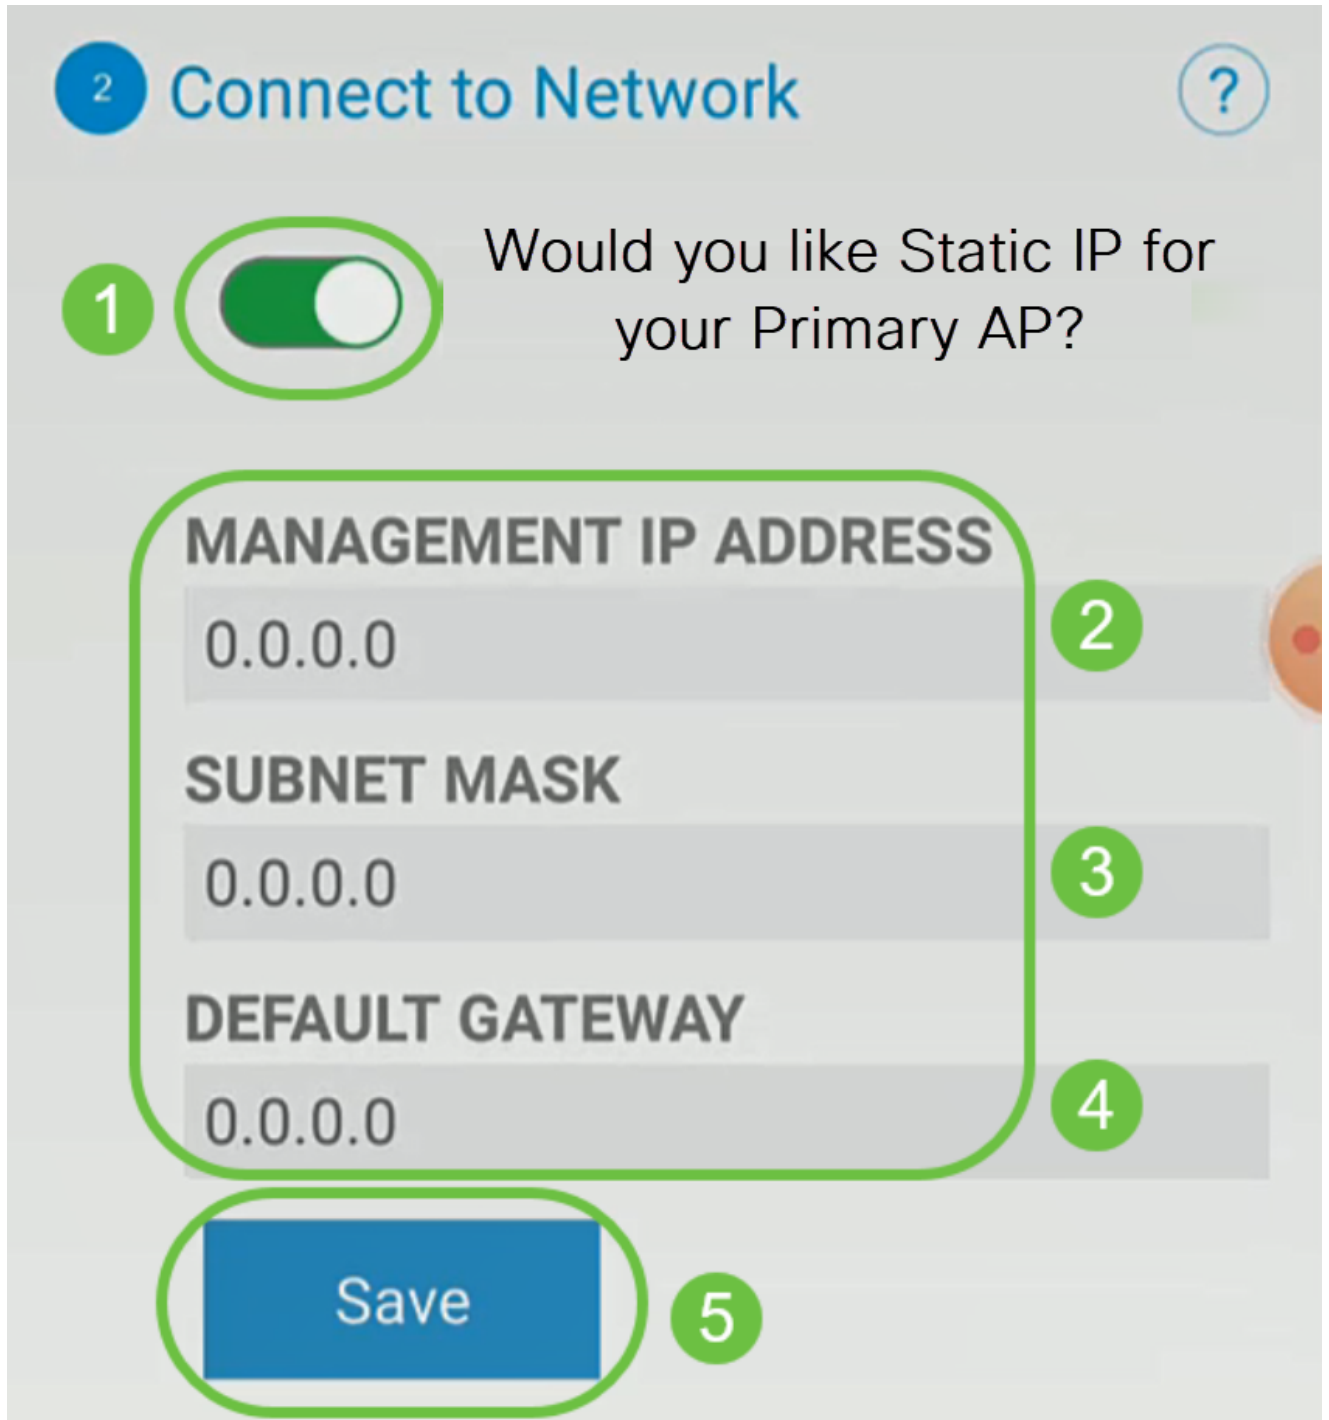 2 Connect to Network ?
1 Would you like Static IP for
your Primary AP?
MANAGEMENT IP ADDRESS
0.0.0.0 2
SUBNET MASK
0.0.0.0 3
DEFAULT GATEWAY
0.0.0.0 4
Save 5